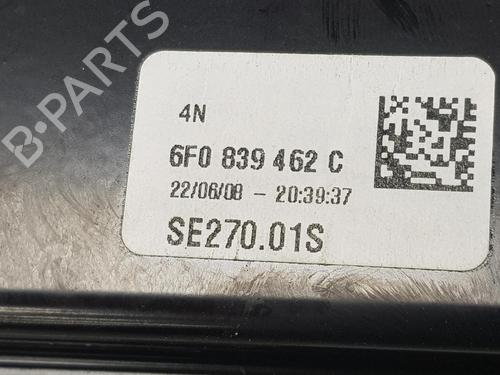 B-PARTS
4N
6F0 839 462 C
22/06/08 - 20:39:37
SE270.01S